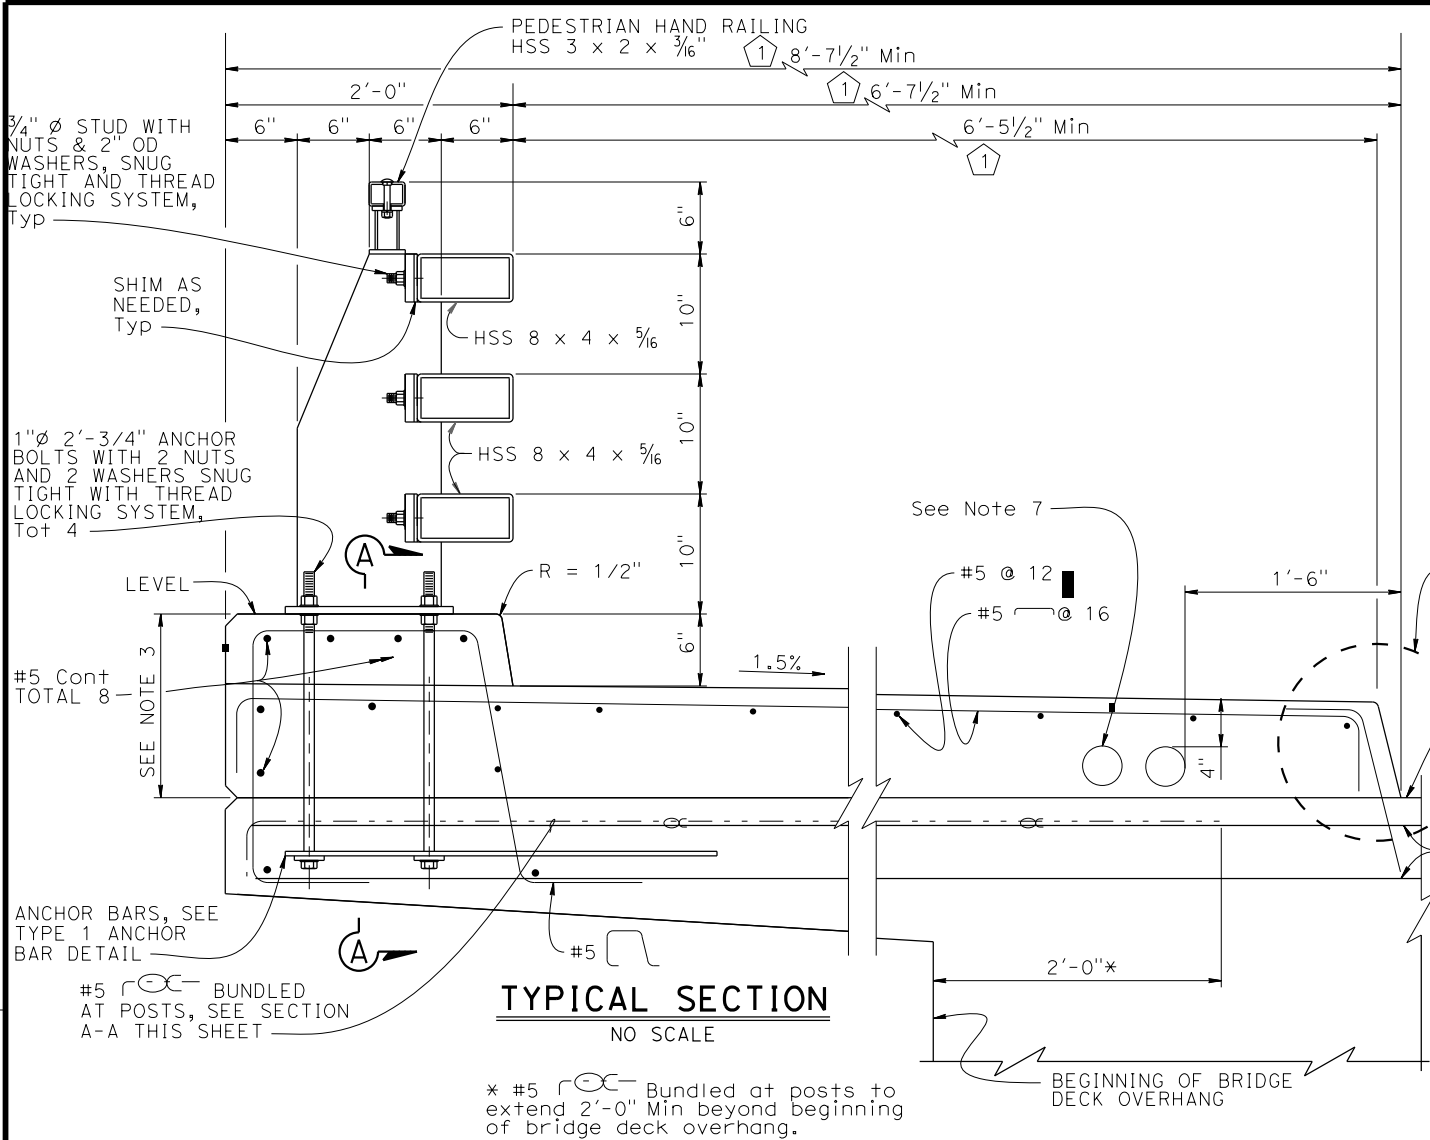 PEDESTRIAN HAND RAILING
HSS 3 x 2 x 3/16"
1 8'-7 1/2" Min
2'-0"
1 6'-7 1/2" Min
6" 6" 6" 6"
6'-5 1/2" Min
1
3/4" Ø STUD WITH
NUTS & 2" OD
WASHERS, SNUG
TIGHT AND THREAD
LOCKING SYSTEM,
Typ
6"
SHIM AS
NEEDED,
Typ
10"
HSS 8 x 4 x 5/16
10"
HSS 8 x 4 x 5/16
1"Ø 2'-3/4" ANCHOR
BOLTS WITH 2 NUTS
AND 2 WASHERS SNUG
TIGHT WITH THREAD
LOCKING SYSTEM,
Tot 4
10"
A
See Note 7
LEVEL
R = 1/2"
#5 @ 12
#5 @ 16
1'-6"
6"
1.5%
#5 Cont
TOTAL 8
SEE NOTE 3
4"
ANCHOR BARS, SEE
TYPE 1 ANCHOR
BAR DETAIL
A
#5
2'-0"*
#5 BUNDLED
AT POSTS, SEE SECTION
A-A THIS SHEET
TYPICAL SECTION
NO SCALE
BEGINNING OF BRIDGE
DECK OVERHANG
* #5 Bundled at posts to
extend 2'-0" Min beyond beginning
of bridge deck overhang.